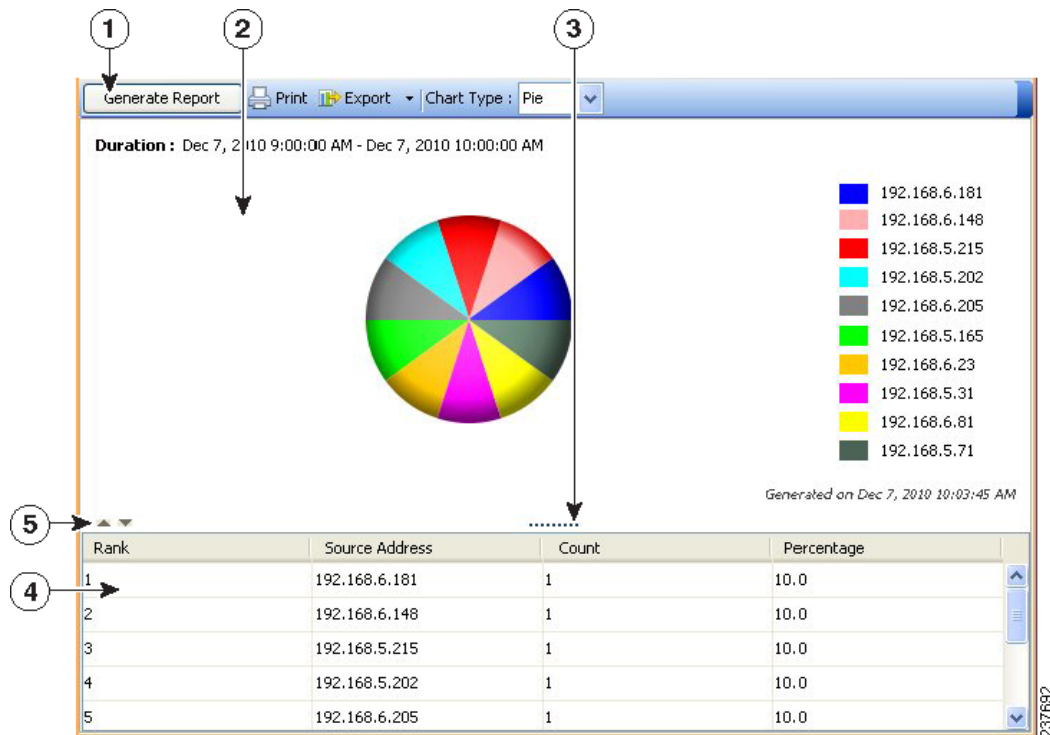 1 2 3
Generate Report Print Export Chart Type : Pie
Duration : Dec 7, 2010 9:00:00 AM - Dec 7, 2010 10:00:00 AM
192.168.6.181
192.168.6.148
192.168.5.215
192.168.5.202
192.168.6.205
192.168.5.165
192.168.6.23
192.168.5.31
192.168.6.81
192.168.5.71
Generated on Dec 7, 2010 10:03:45 AM
5
Rank Source Address Count Percentage
1 192.168.6.181 1 10.0
4
2 192.168.6.148 1 10.0
3 192.168.5.215 1 10.0
4 192.168.5.202 1 10.0
5 192.168.6.205 1 10.0
237692